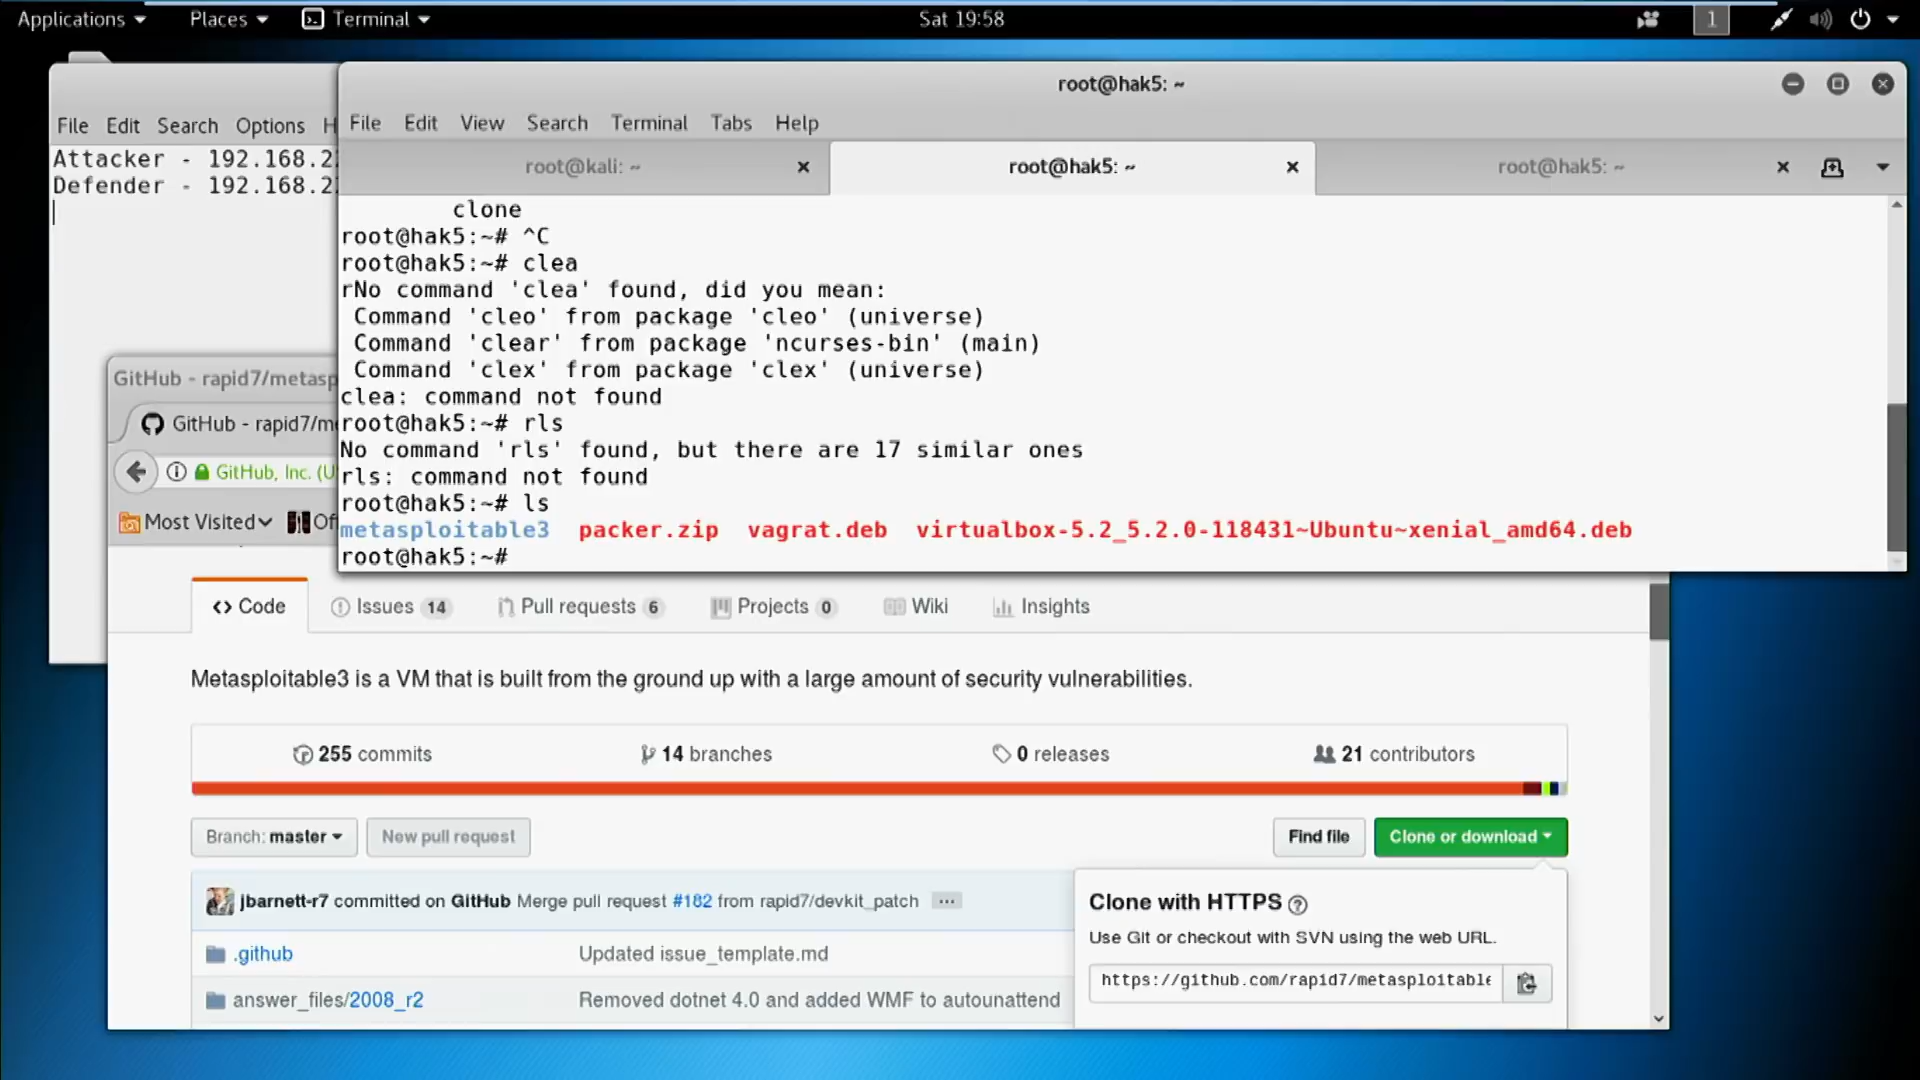 Applications
Places
Terminal
Sat 19:58
1
File Edit Search Options H
Attacker - 192.168.2
Defender - 192.168.2
root@hak5: ~
File Edit View Search Terminal Tabs Help
root@kali: ~
root@hak5: ~
root@hak5: ~
clone
root@hak5:~# ^C
root@hak5:~# clea
rNo command 'clea' found, did you mean:
Command 'cleo' from package 'cleo' (universe)
Command 'clear' from package 'ncurses-bin' (main)
Command 'clex' from package 'clex' (universe)
clea: command not found
root@hak5:~# rls
No command 'rls' found, but there are 17 similar ones
rls: command not found
root@hak5:~# ls
metasploitable3 packer.zip vagrat.deb virtualbox-5.2_5.2.0-118431~Ubuntu~xenial_amd64.deb
root@hak5:~#
GitHub - rapid7/metasp
GitHub - rapid7/me
GitHub, Inc. (U
Most Visited
Of
Code Issues 14 Pull requests 6 Projects 0 Wiki Insights
Metasploitable3 is a VM that is built from the ground up with a large amount of security vulnerabilities.
255 commits 14 branches 0 releases 21 contributors
Branch: master New pull request Find file Clone or download
jbarnett-r7 committed on GitHub Merge pull request #182 from rapid7/devkit_patch ...
.github Updated issue_template.md
answer_files/2008_r2 Removed dotnet 4.0 and added WMF to autounattend
Clone with HTTPS ?
Use Git or checkout with SVN using the web URL.
https://github.com/rapid7/metasploitable